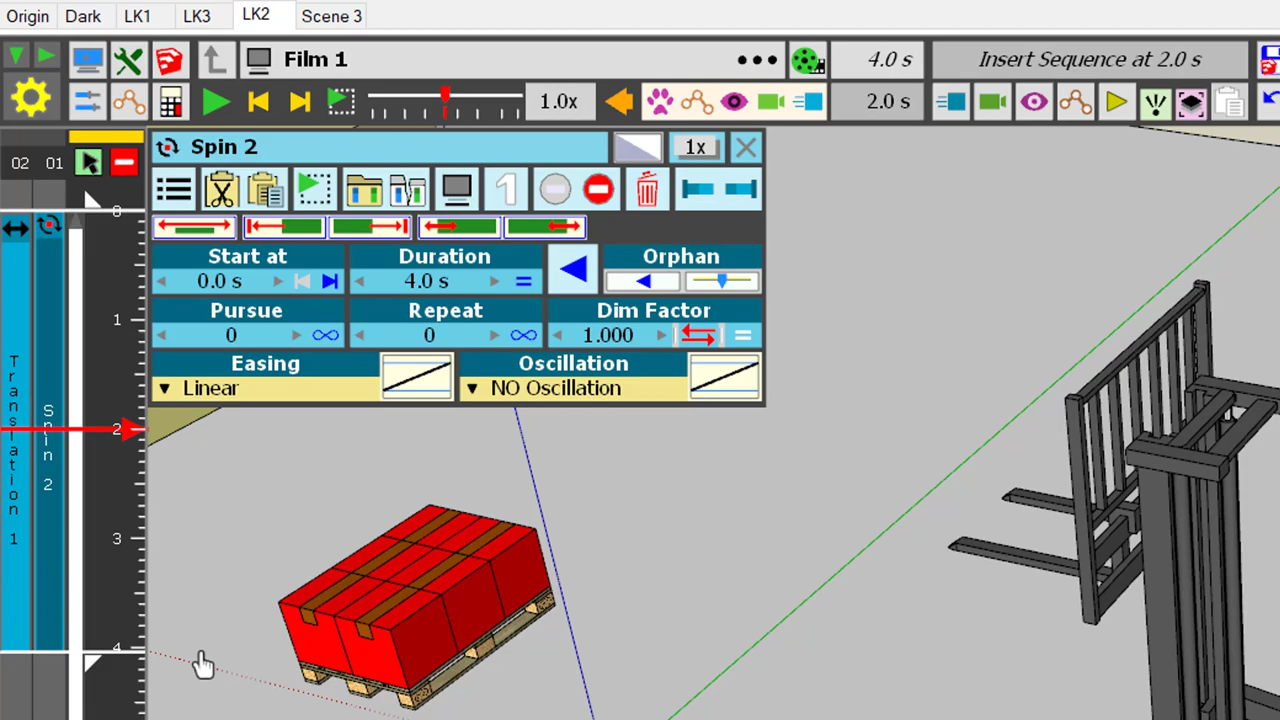 Origin Dark LK1 LK3 LK2 Scene 3
Film 1 ••• 4.0 s Insert Sequence at 2.0 s
1.0x 2.0 s
02 01 Spin 2 1x
1
Start at Duration Orphan
0.0 s 4.0 s =
Pursue Repeat Dim Factor
0 ∞ 0 ∞ 1.000 =
Easing Oscillation
Linear NO Oscillation
Translation 1
Spin 2
0
1
2
3
4